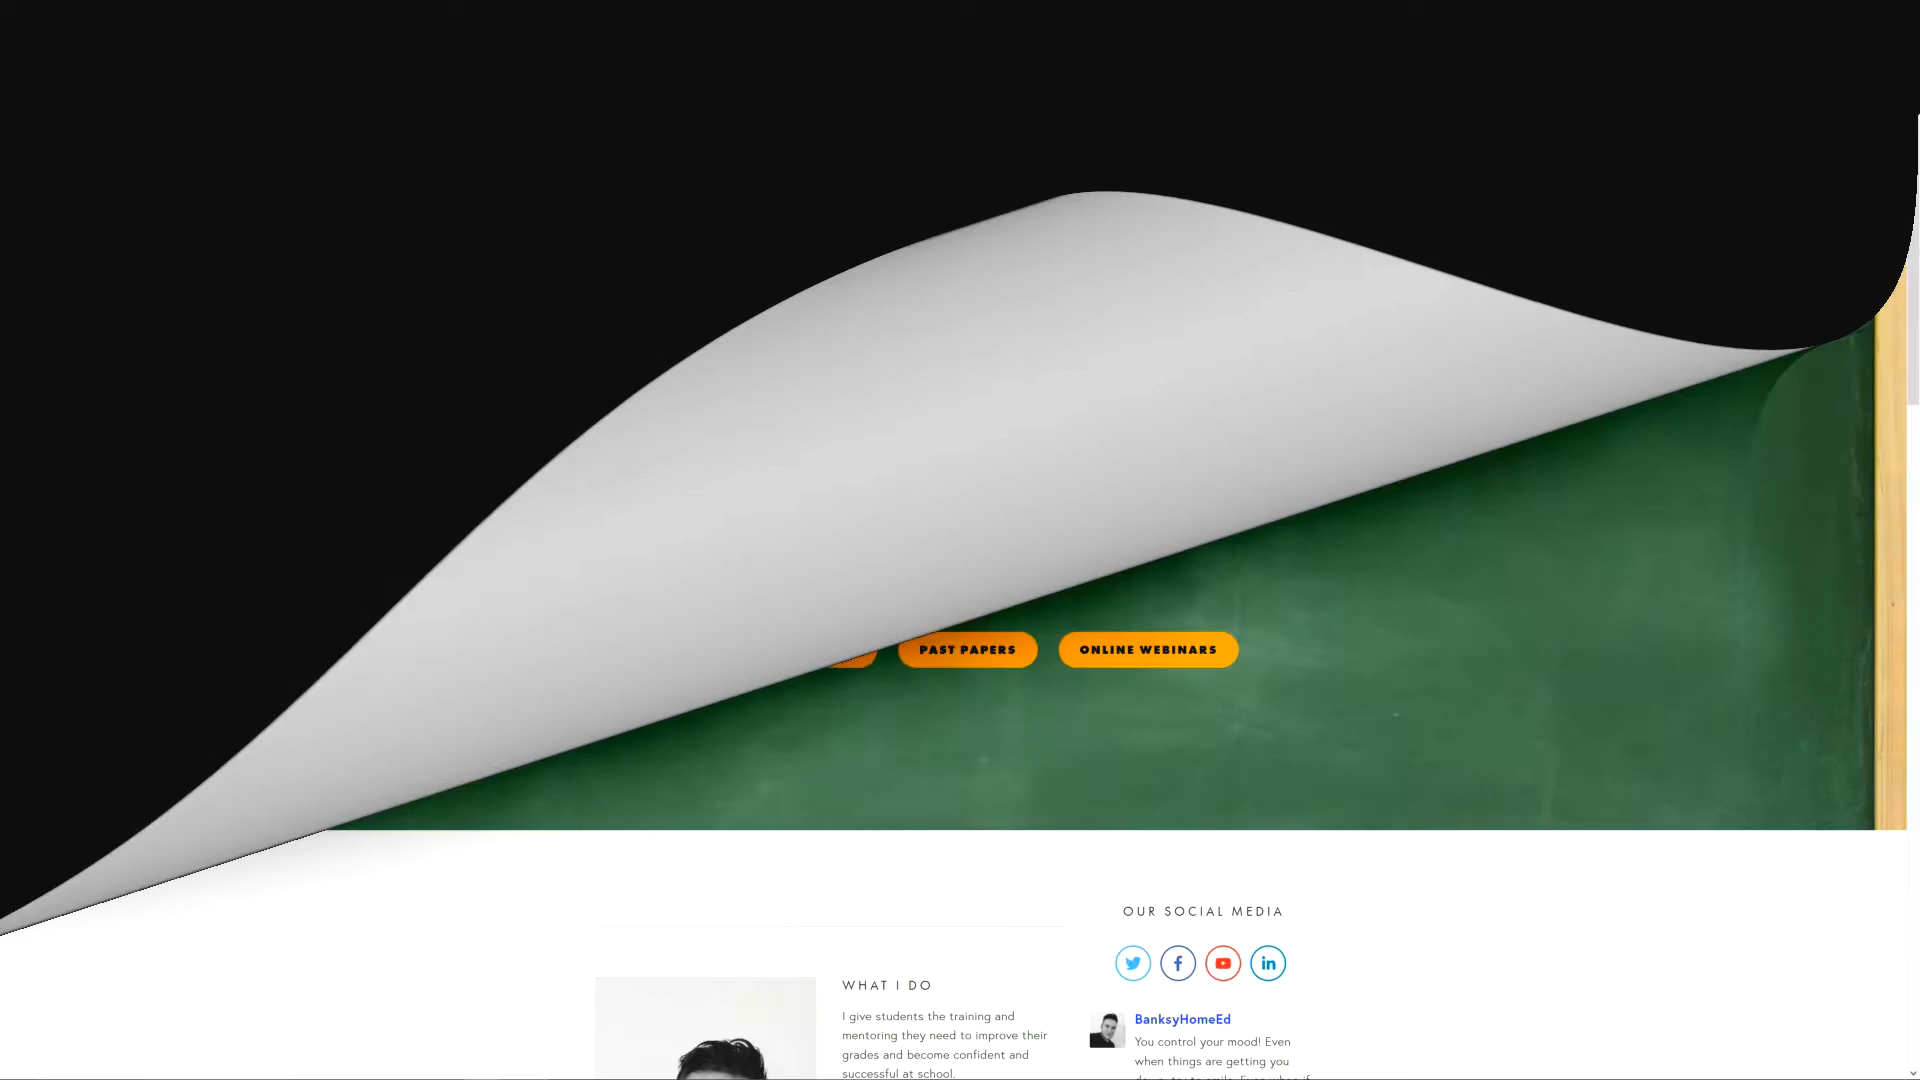 PAST PAPERS
ONLINE WEBINARS
OUR SOCIAL MEDIA
WHAT I DO
I give students the training and
mentoring they need to improve their
grades and become confident and
successful at school.
BanksyHomeEd
You control your mood! Even
when things are getting you